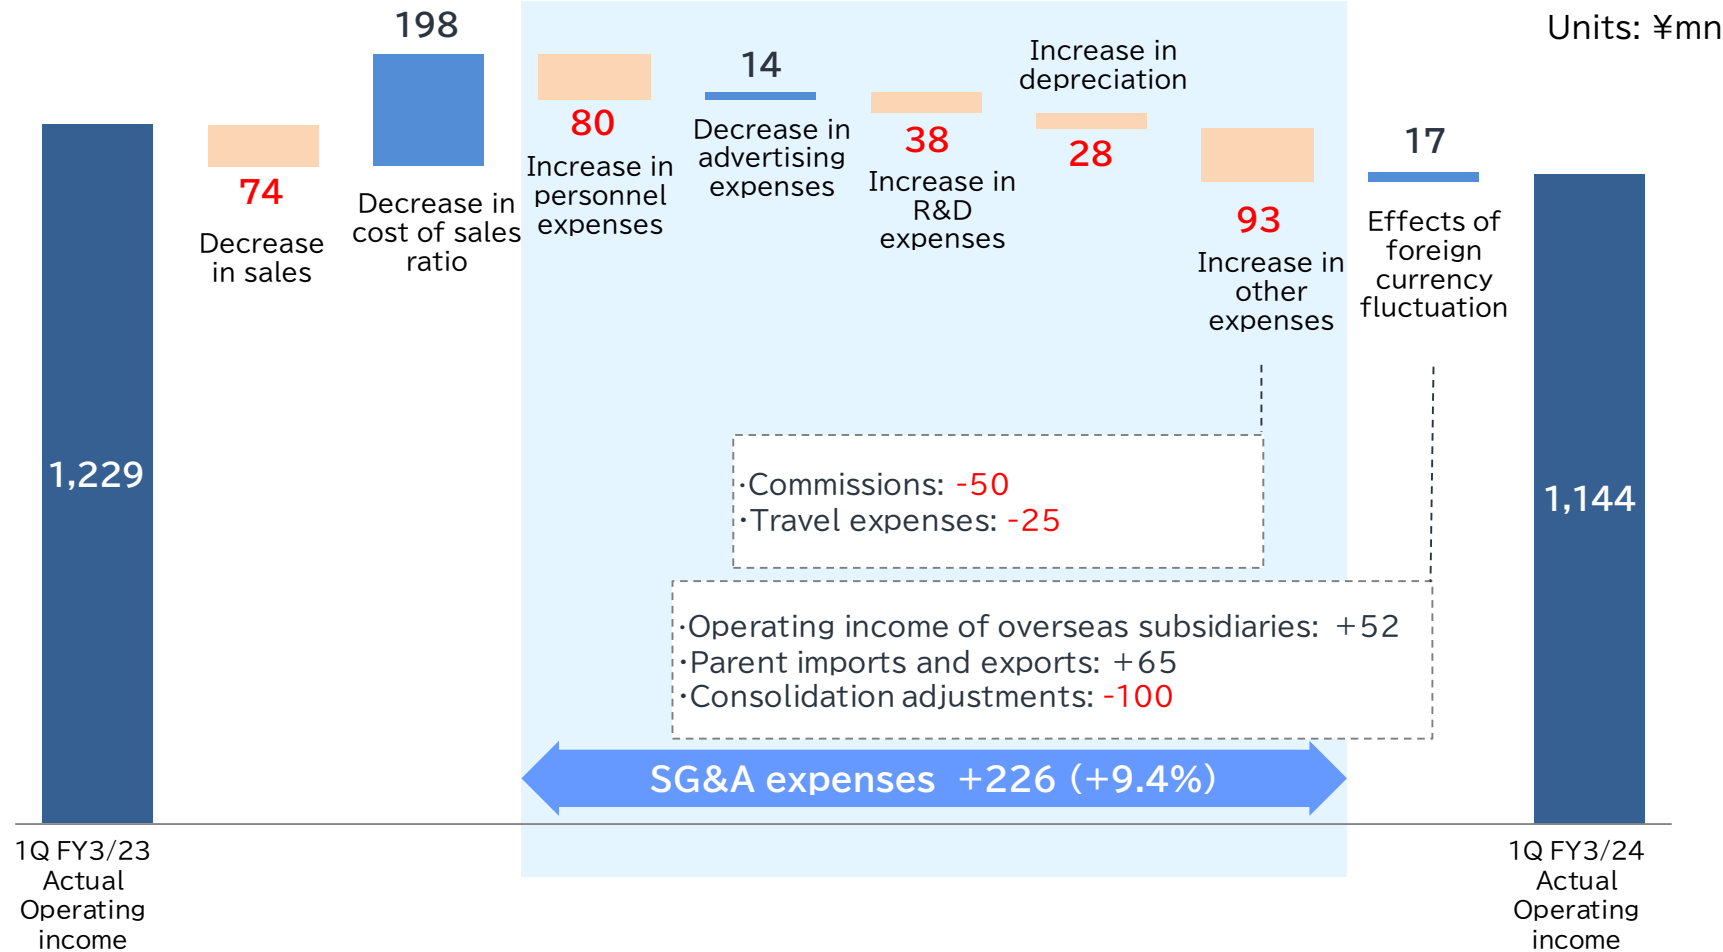 Units: ¥mn
1,229
74
Decrease
in sales
198
Decrease in
cost of sales
ratio
80
Increase in
personnel
expenses
14
Decrease in
advertising
expenses
38
Increase in
R&D
expenses
Increase in
depreciation
28
93
Increase in
other
expenses
17
Effects of
foreign
currency
fluctuation
1,144
・Commissions: -50
・Travel expenses: -25
・Operating income of overseas subsidiaries: +52
・Parent imports and exports: +65
・Consolidation adjustments: -100
SG&A expenses +226 (+9.4%)
1Q FY3/23
Actual
Operating
income
1Q FY3/24
Actual
Operating
income